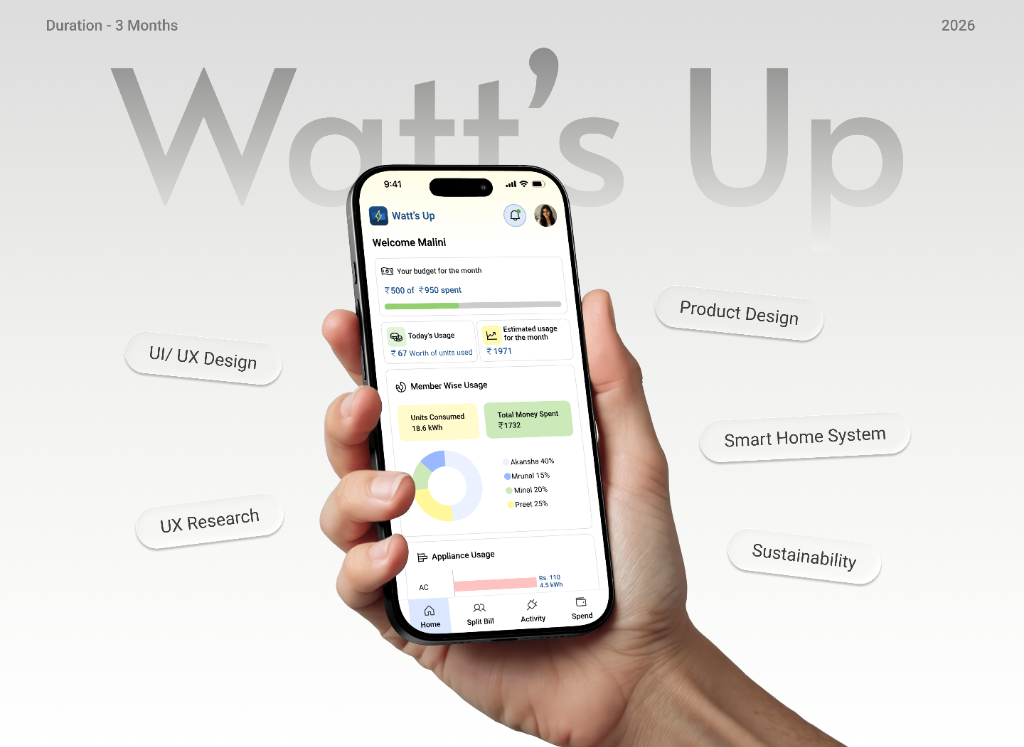 Duration - 3 Months
2026
Watt's Up
9:41
Watt's Up
Welcome Malini
Your budget for the month
₹500 of ₹950 spent
Today's Usage
₹ 67 Worth of units used
Estimated usage
for the month
₹ 1971
Member Wise Usage
Units Consumed
18.6 kWh
Total Money Spent
₹1732
Akansha 40%
Mrunal 15%
Minal 20%
Preet 25%
Appliance Usage
AC
Rs. 110
4.5 kWh
Home
Split Bill
Activity
Spend
UI/ UX Design
UX Research
Product Design
Smart Home System
Sustainability